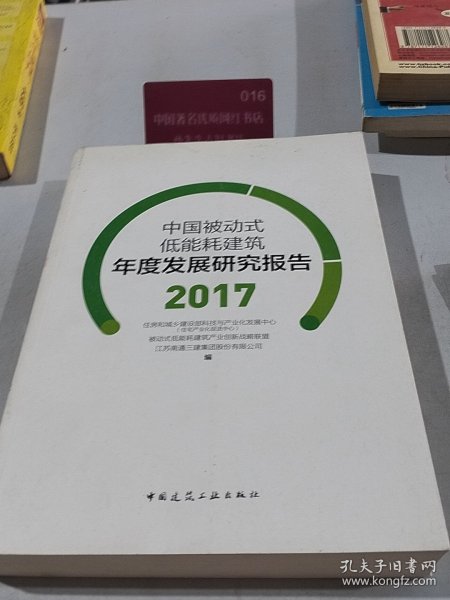 016
中国著名优质网红书店
中国被动式
低能耗建筑
年度发展研究报告
2017
住房和城乡建设部科技与产业化发展中心
(住宅产业化促进中心)
被动式低能耗建筑产业创新战略联盟
江苏南通三建集团股份有限公司
编
中国建筑工业出版社
孔夫子旧书网
www.kongfz.com